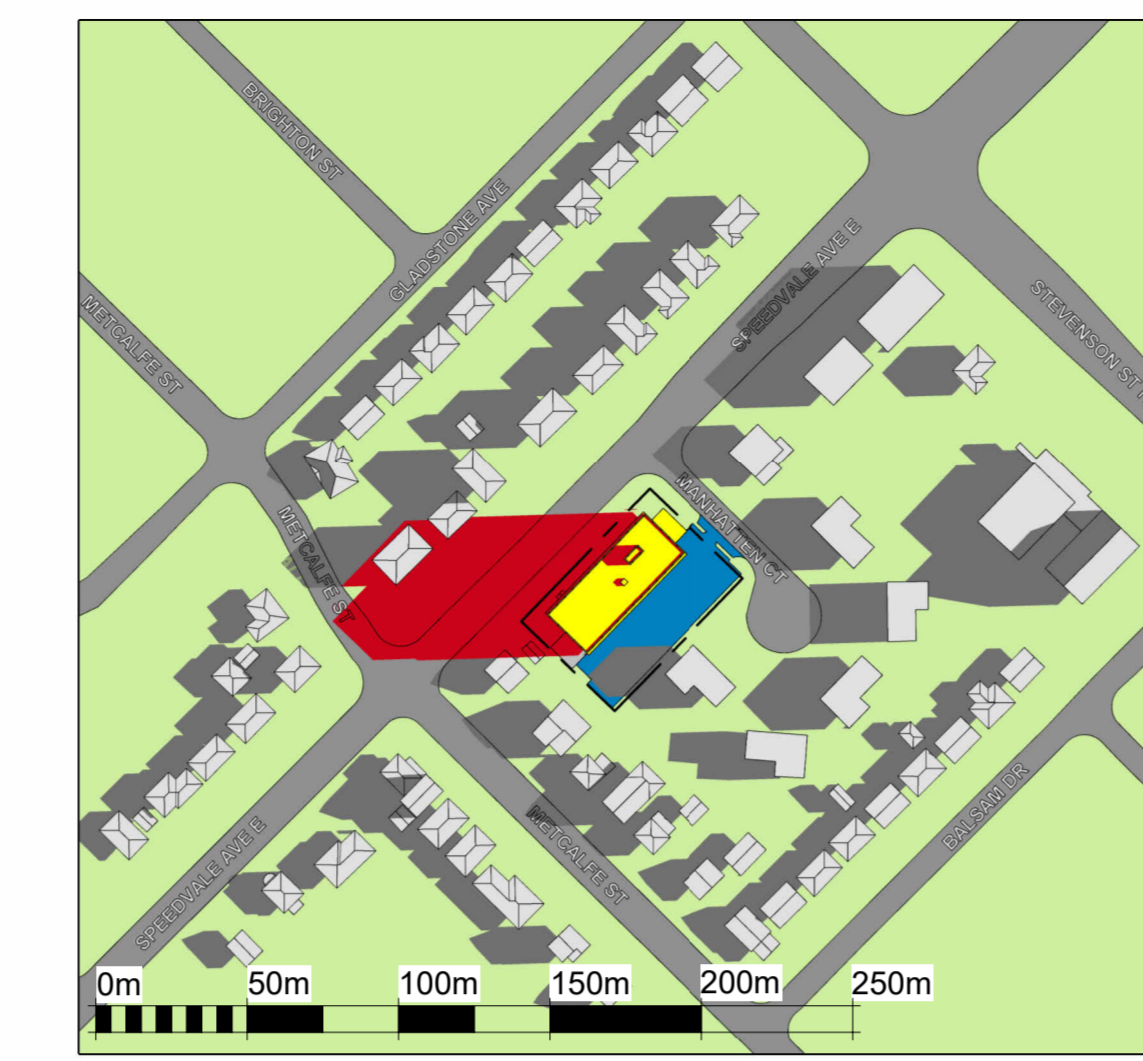 BRIGHTON ST
GLADSTONE AVE
METCALFE ST
SPEEDVALE AVE E
STEVENSON ST
MANHATTEN CT
METCALFE ST
METCALFE ST
BALSAM DR
SPEEDVALE AVE E
0m 50m 100m 150m 200m 250m